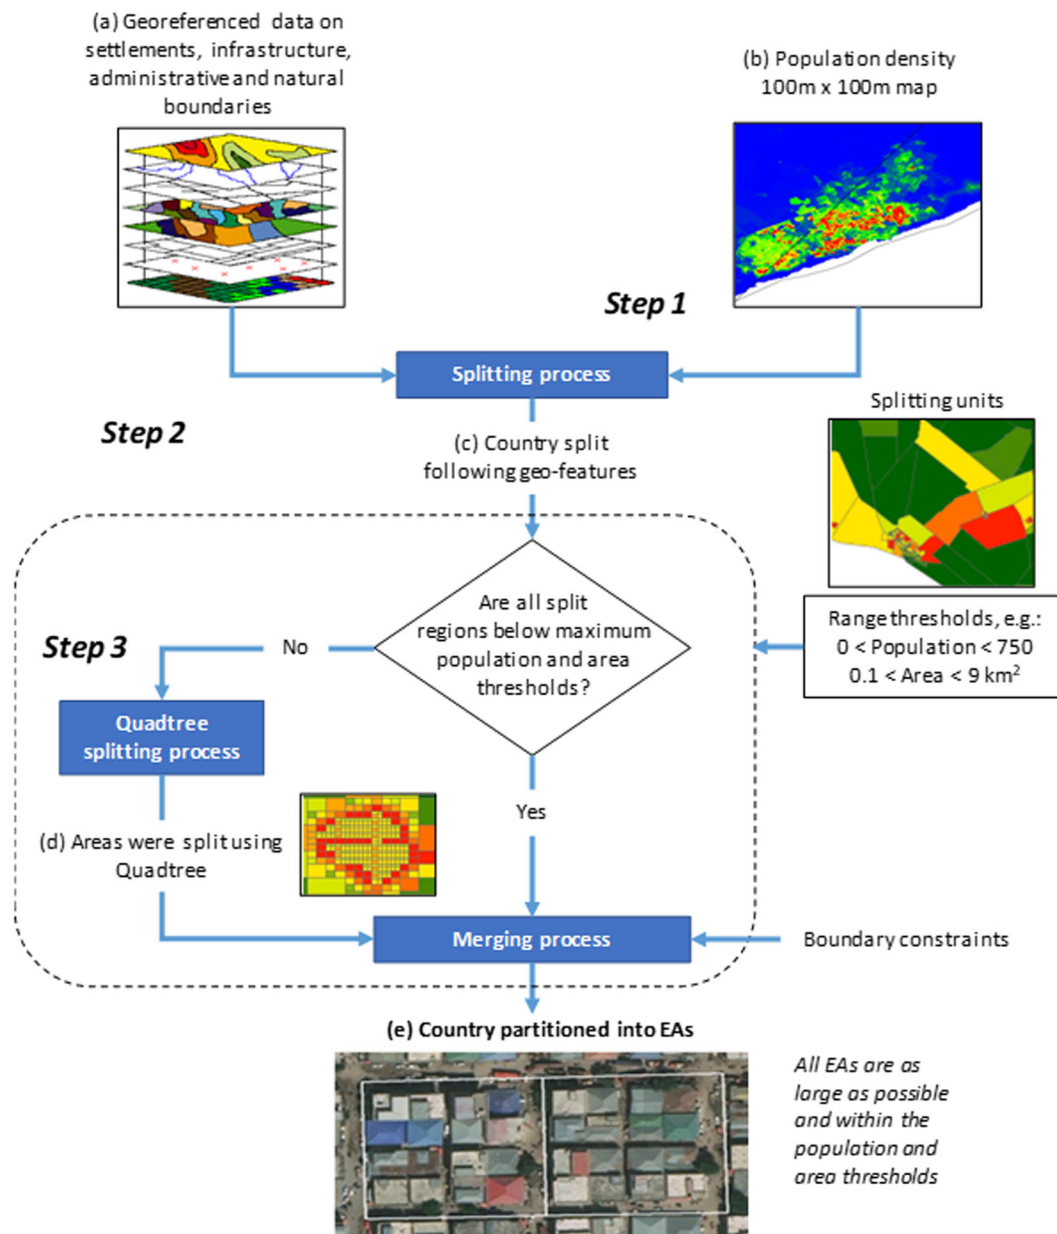 (a) Georeferenced data on
settlements, infrastructure,
administrative and natural
boundaries
(b) Population density
100m x 100m map
Step 1
Splitting process
Step 2
(c) Country split
following geo-features
Splitting units
Are all split
regions below maximum
population and area
thresholds?
Range thresholds, e.g.:
0 < Population < 750
0.1 < Area < 9 km²
Step 3
No
Quadtree
splitting process
Yes
(d) Areas were split using
Quadtree
Merging process
Boundary constraints
(e) Country partitioned into EAs
All EAs are as
large as possible
and within the
population and
area thresholds